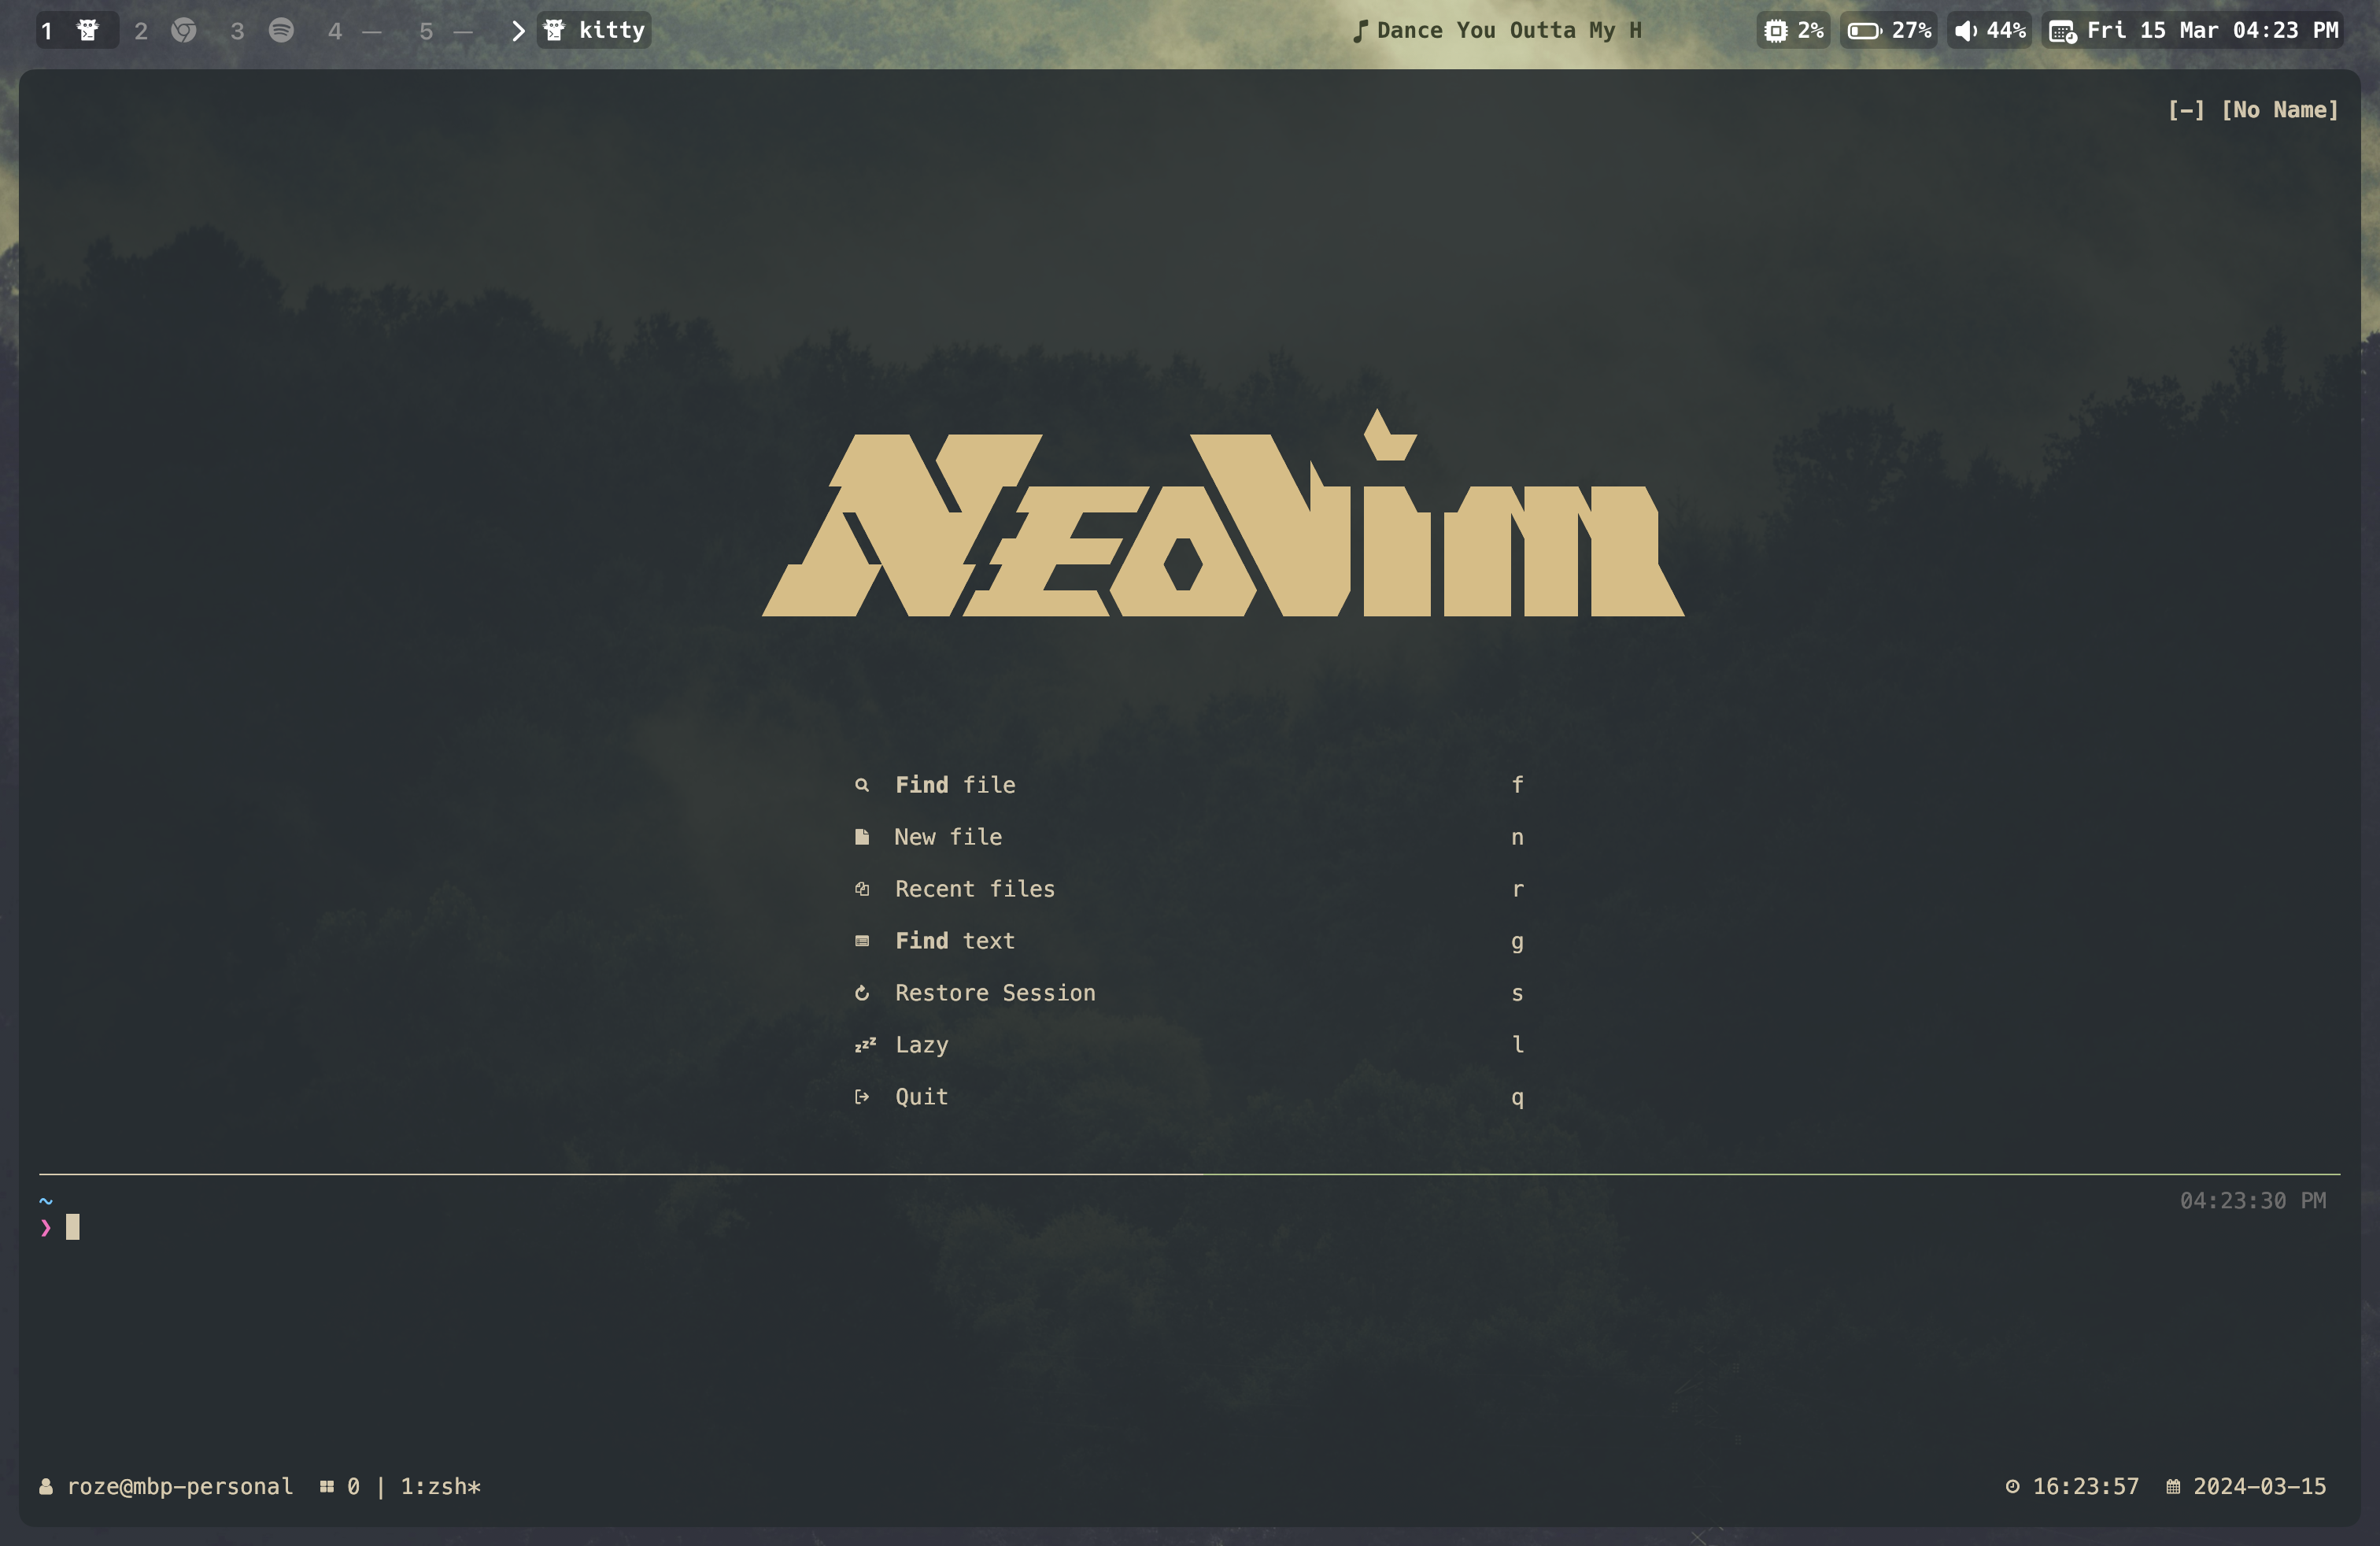 1 2 3 4 — 5 — kitty Dance You Outta My H 2% 27% 44% Fri 15 Mar 04:23 PM
[-] [No Name]
Neovim
Find file f
New file n
Recent files r
Find text g
Restore Session s
zzz Lazy l
Quit q
~ 04:23:30 PM
❯
roze@mbp-personal 0 | 1:zsh* 16:23:57 2024-03-15